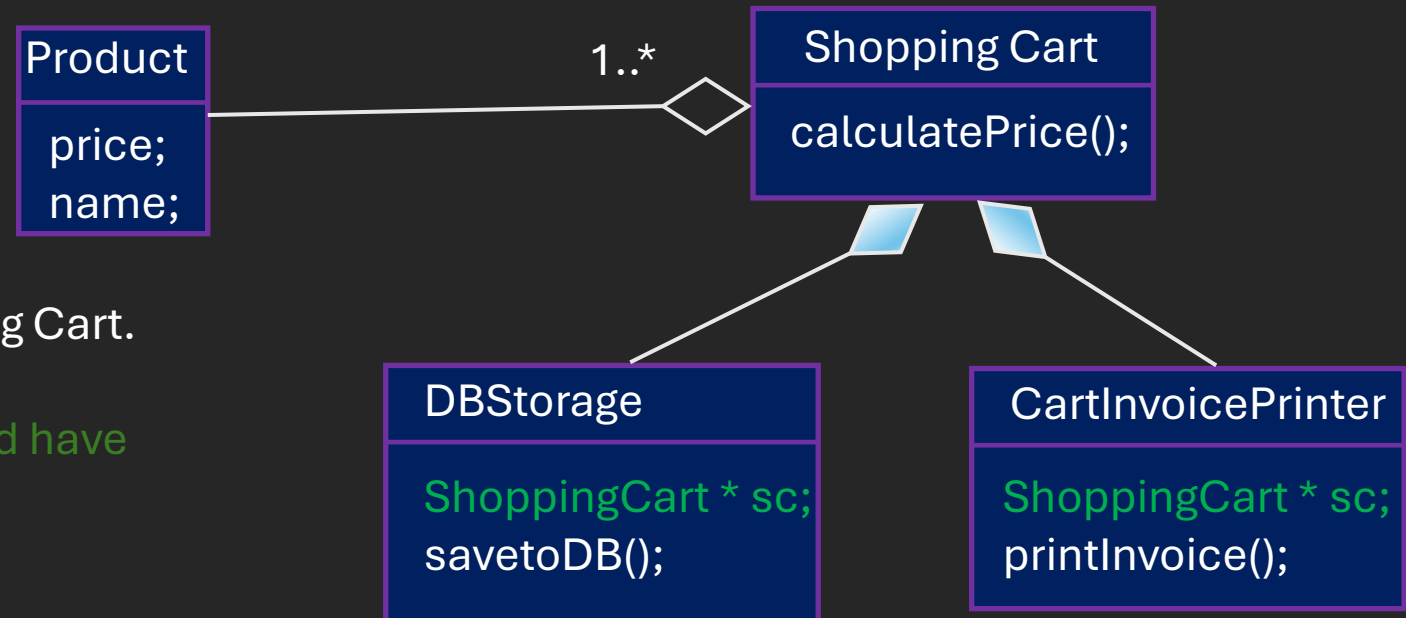 Product
price;
name;
1..*
Shopping Cart
calculatePrice();
g Cart.
d have
DBStorage
ShoppingCart * sc;
savetoDB();
CartInvoicePrinter
ShoppingCart * sc;
printInvoice();